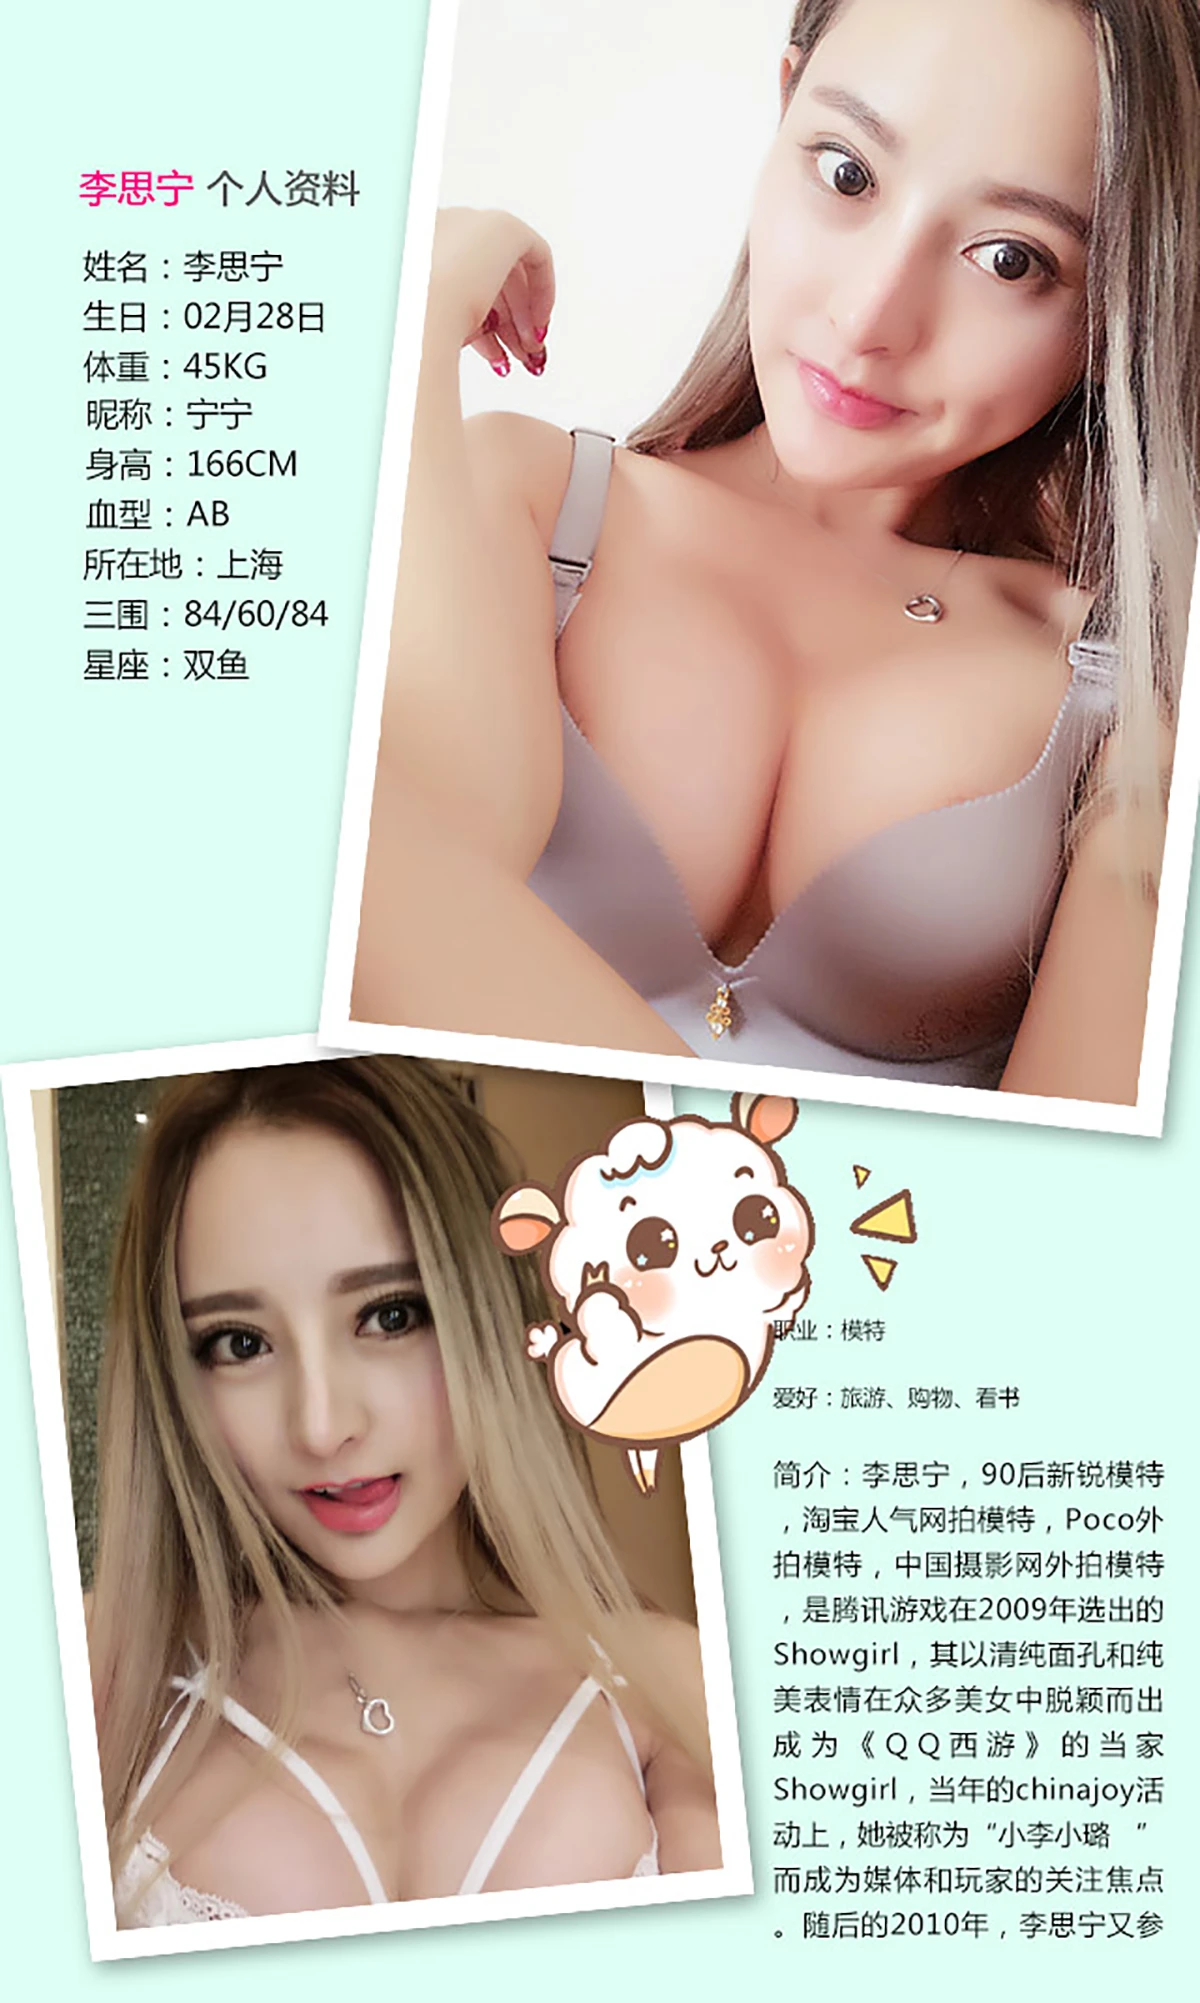 李思宁 个人资料
姓名：李思宁
生日：02月28日
体重：45KG
昵称：宁宁
身高：166CM
血型：AB
所在地：上海
三围：84/60/84
星座：双鱼
职业：模特
爱好：旅游、购物、看书
简介：李思宁，90后新锐模特
，淘宝人气网拍模特，Poco外
拍模特，中国摄影网外拍模特
，是腾讯游戏在2009年选出的
Showgirl，其以清纯面孔和纯
美表情在众多美女中脱颖而出
成为《QQ西游》的当家
Showgirl，当年的chinajoy活
动上，她被称为“小李小璐 ”
而成为媒体和玩家的关注焦点
。随后的2010年，李思宁又参